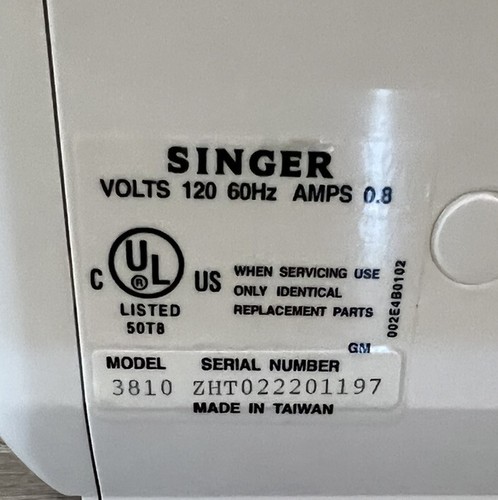 SINGER
VOLTS 120 60Hz AMPS 0.8
C UL ® US
LISTED
50T8
WHEN SERVICING USE
ONLY IDENTICAL
REPLACEMENT PARTS
002E4B0102
GM
MODEL SERIAL NUMBER
3810 ZHT022201197
MADE IN TAIWAN